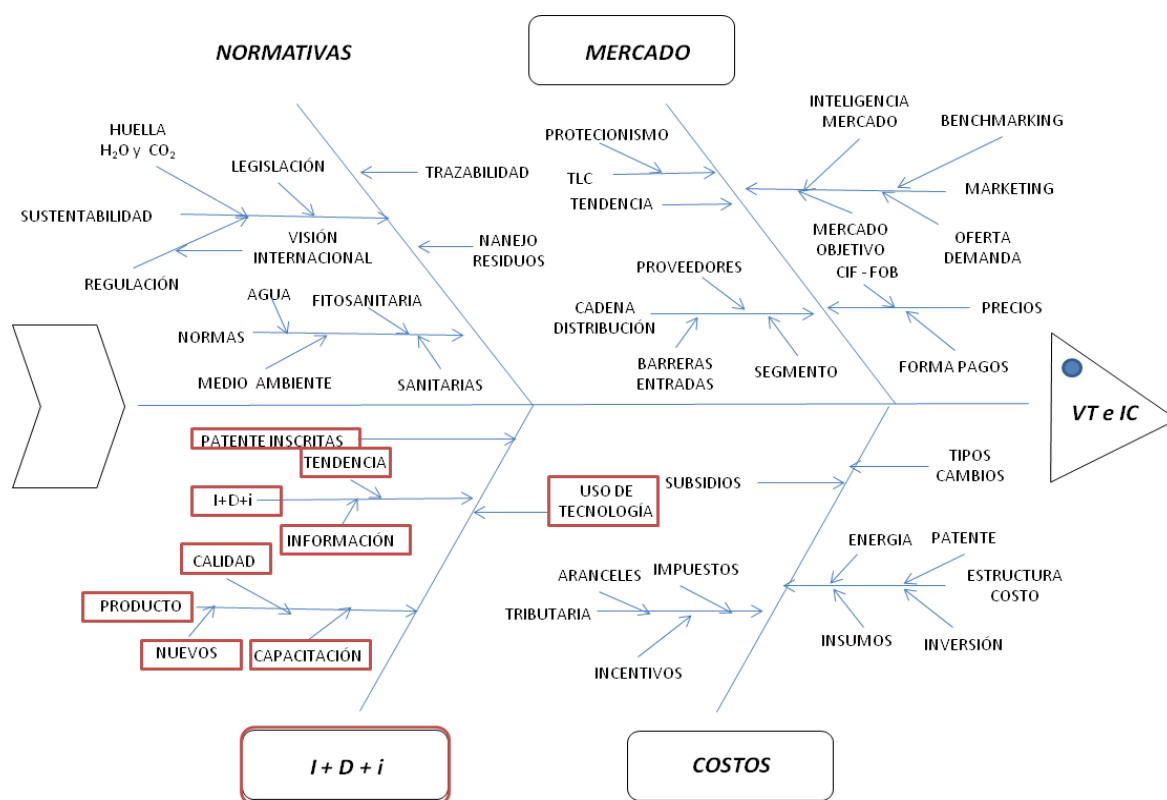 NORMATIVAS
MERCADO
HUELLA
H₂O y CO₂
LEGISLACIÓN
TRAZABILIDAD
SUSTENTABILIDAD
VISIÓN
INTERNACIONAL
NANEJO
RESIDUOS
REGULACIÓN
AGUA
FITOSANITARIA
NORMAS
MEDIO AMBIENTE
SANITARIAS
PROTECIONISMO
INTELIGENCIA
MERCADO
BENCHMARKING
TLC
TENDENCIA
MARKETING
MERCADO
OBJETIVO
OFERTA
DEMANDA
PROVEEDORES
CIF - FOB
CADENA
DISTRIBUCIÓN
PRECIOS
BARRERAS
ENTRADAS
SEGMENTO
FORMA PAGOS
VT e IC
PATENTE INSCRITAS
TENDENCIA
I+D+i
INFORMACIÓN
USO DE
TECNOLOGÍA
CALIDAD
PRODUCTO
NUEVOS
CAPACITACIÓN
SUBSIDIOS
TIPOS
CAMBIOS
ENERGIA
PATENTE
ARANCELES
IMPUESTOS
ESTRUCTURA
COSTO
TRIBUTARIA
INCENTIVOS
INSUMOS
INVERSIÓN
I + D + i
COSTOS